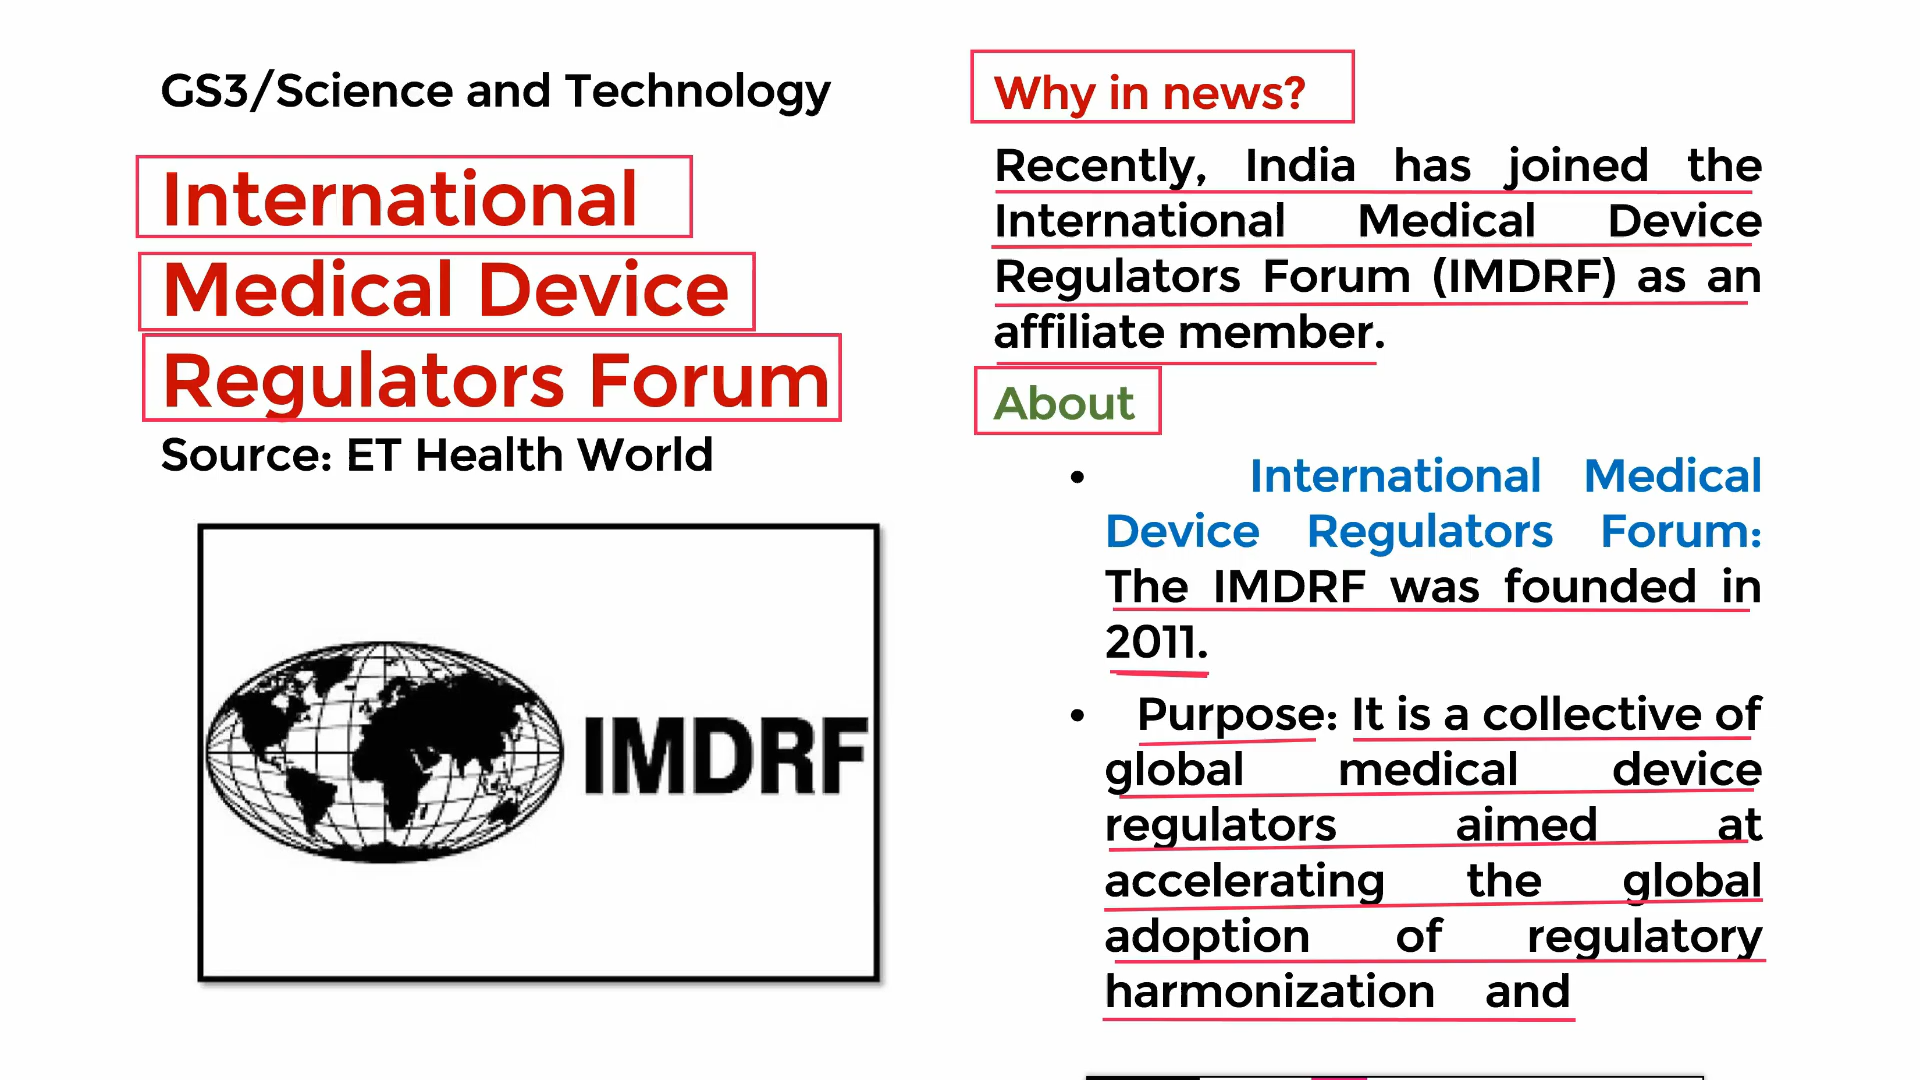 GS3/Science and Technology
International
Medical Device
Regulators Forum
Source: ET Health World
IMDRF
Why in news?
Recently, India has joined the
International Medical Device
Regulators Forum (IMDRF) as an
affiliate member.
About
• International Medical
Device Regulators Forum:
The IMDRF was founded in
2011.
• Purpose: It is a collective of
global medical device
regulators aimed at
accelerating the global
adoption of regulatory
harmonization and